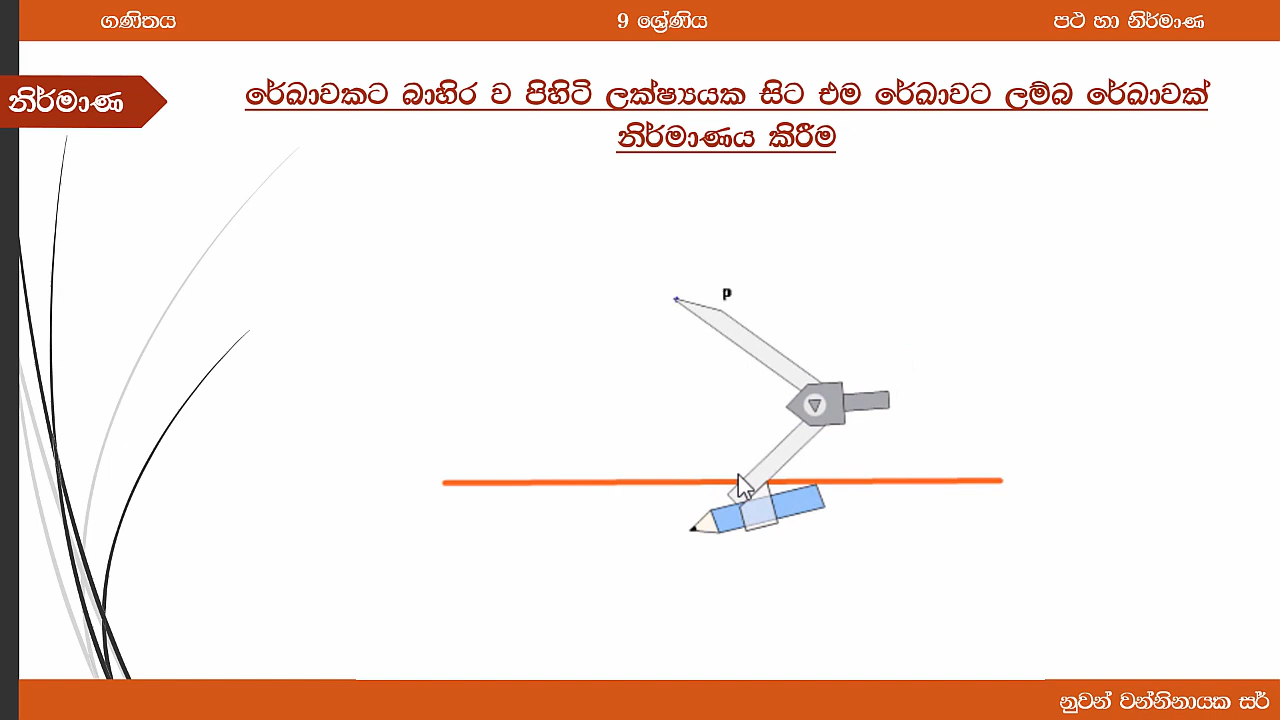 ගණිතය
9 ශ්‍රේණිය
පථ හා නිර්මාණ
නිර්මාණ
රේඛාවකට බාහිර ව පිහිටි ලක්ෂ්‍යයක සිට එම රේඛාවට ලම්බ රේඛාවක්
නිර්මාණය කිරීම
P
නුවන් වන්නිනායක සර්